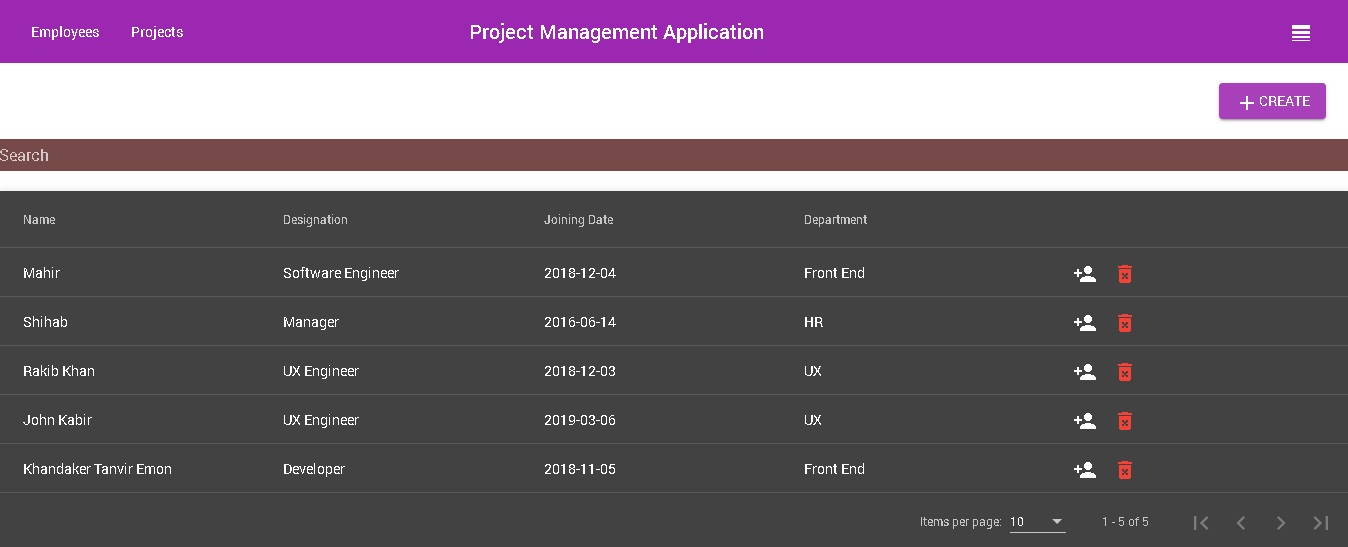 Employees Projects Project Management Application
+ CREATE
Search
Name Designation Joining Date Department
Mahir Software Engineer 2018-12-04 Front End
Shihab Manager 2016-06-14 HR
Rakib Khan UX Engineer 2018-12-03 UX
John Kabir UX Engineer 2019-03-06 UX
Khandaker Tanvir Emon Developer 2018-11-05 Front End
Items per page: 10 1 - 5 of 5